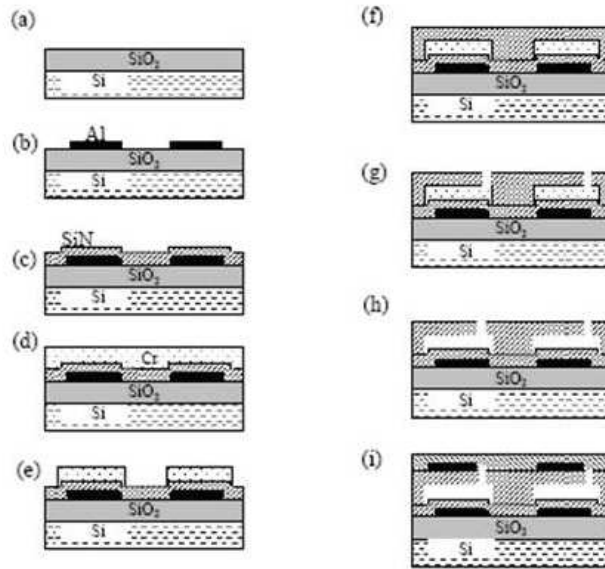 (a)
SiO₂
Si
(b)
Al
SiO₂
Si
(c)
SiN
SiO₂
Si
(d)
Cr
SiO₂
Si
(e)
SiO₂
Si
(f)
SiO₂
Si
(g)
SiO₂
Si
(h)
SiO₂
Si
(i)
SiO₂
Si